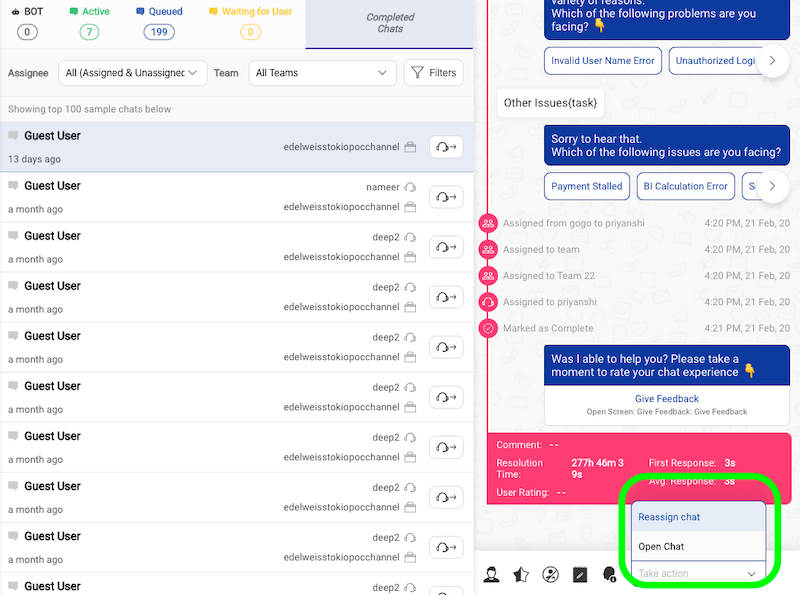 BOT
0
Active
7
Queued
199
Waiting for User
0
Completed
Chats
Assignee
All (Assigned & Unassigned
Team
All Teams
Filters
Showing top 100 sample chats below
Guest User
edelweisstokiopocchannel
13 days ago
Guest User
nameer
a month ago
edelweisstokiopocchannel
Guest User
deep2
a month ago
edelweisstokiopocchannel
Guest User
deep2
a month ago
edelweisstokiopocchannel
Guest User
deep2
a month ago
edelweisstokiopocchannel
Guest User
deep2
a month ago
edelweisstokiopocchannel
Guest User
deep2
a month ago
edelweisstokiopocchannel
Guest User
deep2
a month ago
edelweisstokiopocchannel
Guest User
deep2
a month ago
edelweisstokiopocchannel
Guest User
deep2
variety of reasons.
Which of the following problems are you
facing? 👇
Invalid User Name Error
Unauthorized Logi
Other Issues{task}
Sorry to hear that.
Which of the following issues are you facing?
Payment Stalled
BI Calculation Error
S
Assigned from gogo to priyanshi
4:20 PM, 21 Feb, 20
Assigned to team
4:20 PM, 21 Feb, 20
Assigned to Team 22
4:20 PM, 21 Feb, 20
Assigned to priyanshi
4:20 PM, 21 Feb, 20
Marked as Complete
4:21 PM, 21 Feb, 20
Was I able to help you? Please take a
moment to rate your chat experience 👇
Give Feedback
Open Screen: Give Feedback: Give Feedback
Comment: --
Resolution
Time:
277h 46m 3
9s
First Response: 3s
Avg. Response: 3s
User Rating: --
Reassign chat
Open Chat
Take action